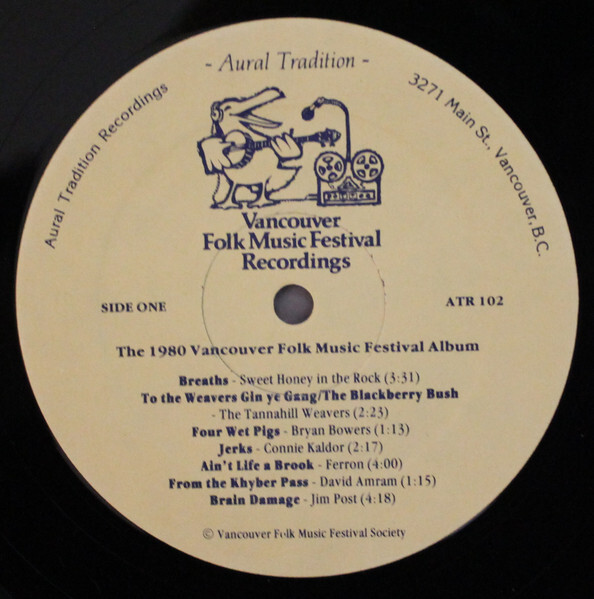 - Aural Tradition -
Aural Tradition Recordings
3271 Main St., Vancouver, B.C.
Vancouver
Folk Music Festival
Recordings
SIDE ONE
ATR 102
The 1980 Vancouver Folk Music Festival Album
Breaths - Sweet Honey in the Rock (3:31)
To the Weavers Gin ye Gang/The Blackberry Bush
- The Tannahill Weavers (2:23)
Four Wet Pigs - Bryan Bowers (1:13)
Jerks - Connie Kaldor (2:17)
Ain't Life a Brook - Ferron (4:00)
From the Khyber Pass - David Amram (1:15)
Brain Damage - Jim Post (4:18)
© Vancouver Folk Music Festival Society